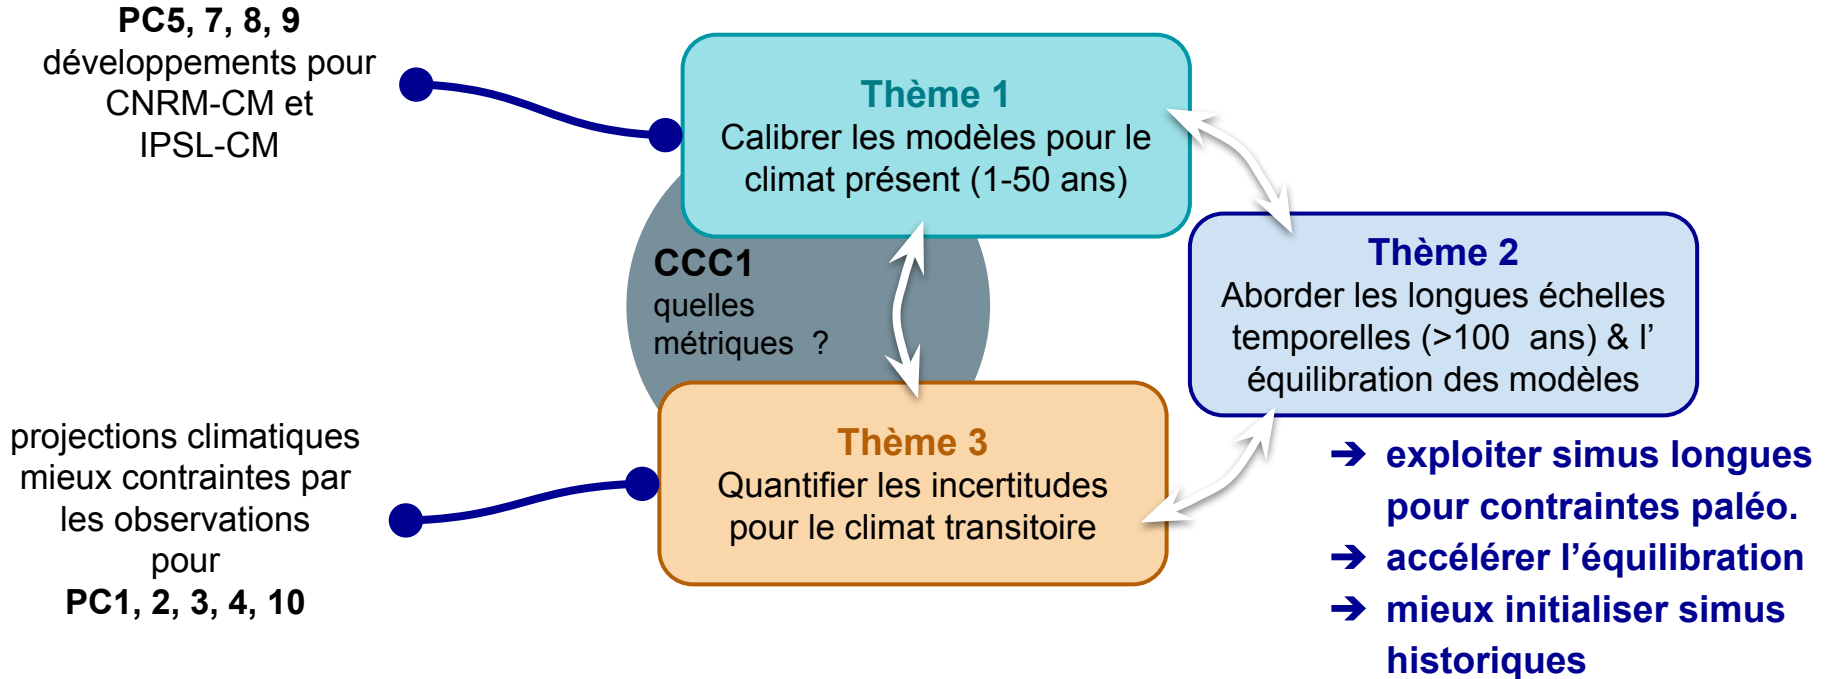 PC5, 7, 8, 9
développements pour
CNRM-CM et
IPSL-CM
Thème 1
Calibrer les modèles pour le
climat présent (1-50 ans)
CCC1
quelles
métriques ?
Thème 2
Aborder les longues échelles
temporelles (>100 ans) & l’
équilibration des modèles
projections climatiques
mieux contraintes par
les observations
pour
PC1, 2, 3, 4, 10
Thème 3
Quantifier les incertitudes
pour le climat transitoire
➔ exploiter simus longues
pour contraintes paléo.
➔ accélérer l’équilibration
➔ mieux initialiser simus
historiques